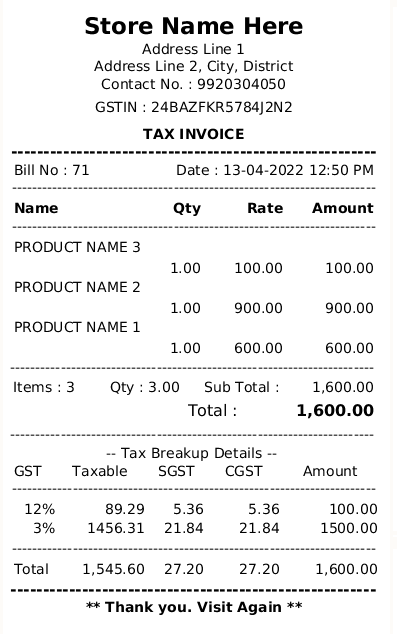 Store Name Here
Address Line 1
Address Line 2, City, District
Contact No. : 9920304050
GSTIN : 24BAZFKR5784J2N2
TAX INVOICE
Bill No : 71 Date : 13-04-2022 12:50 PM
Name Qty Rate Amount
PRODUCT NAME 3
1.00 100.00 100.00
PRODUCT NAME 2
1.00 900.00 900.00
PRODUCT NAME 1
1.00 600.00 600.00
Items : 3 Qty : 3.00 Sub Total : 1,600.00
Total : 1,600.00
-- Tax Breakup Details --
GST Taxable SGST CGST Amount
12% 89.29 5.36 5.36 100.00
3% 1456.31 21.84 21.84 1500.00
Total 1,545.60 27.20 27.20 1,600.00
** Thank you. Visit Again **